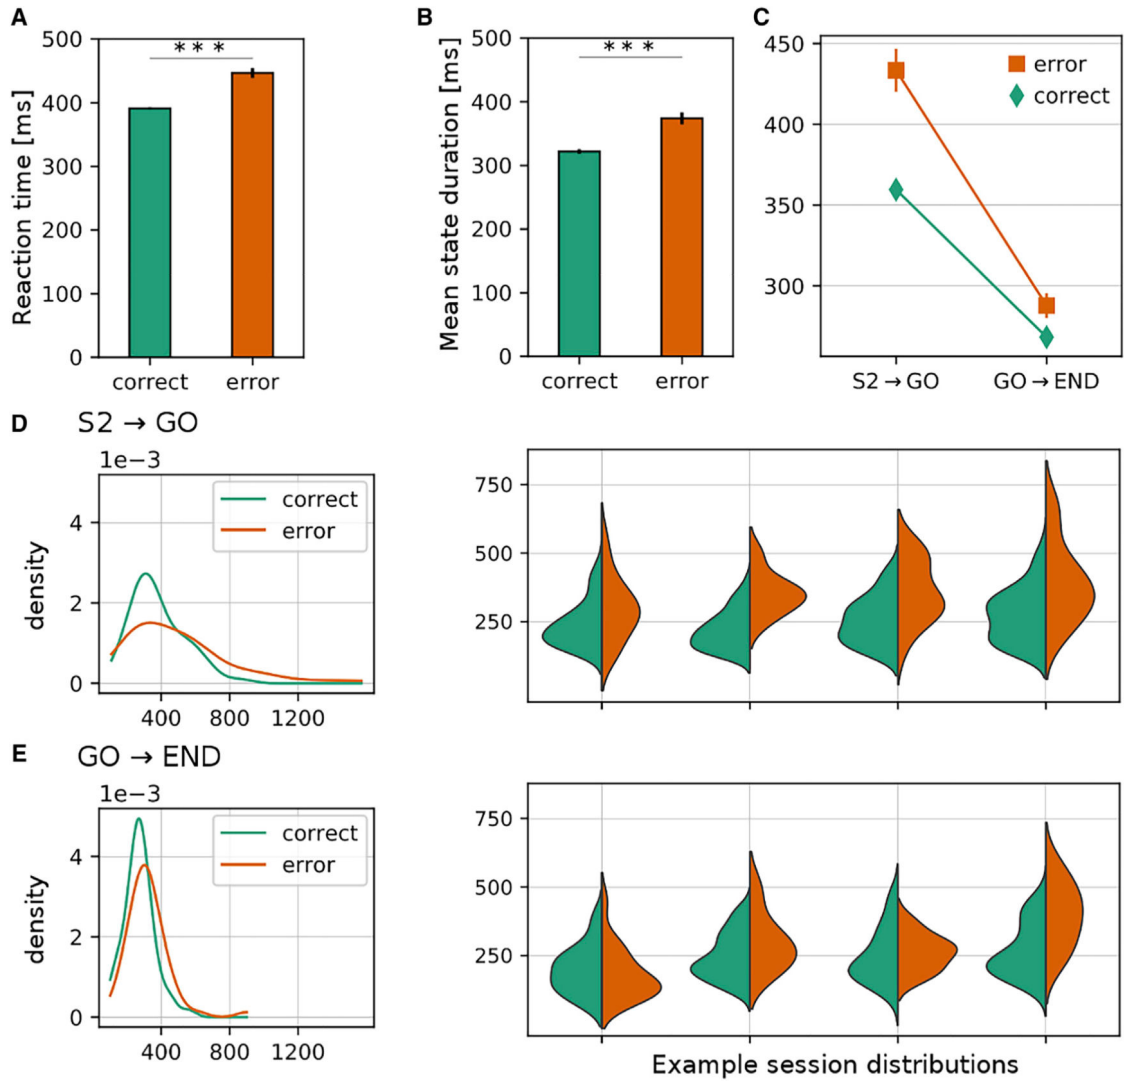 A
Reaction time [ms]
500
400
300
200
100
0
***
correct
error
B
Mean state duration [ms]
500
400
300
200
100
0
***
correct
error
C
450
400
350
300
error
correct
S2→GO
GO→END
D
S2 → GO
1e−3
density
4
2
0
correct
error
400
800
1200
750
500
250
E
GO → END
1e−3
density
4
2
0
correct
error
400
800
1200
750
500
250
Example session distributions